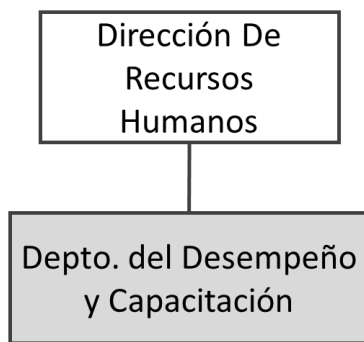 Dirección De
Recursos
Humanos
Depto. del Desempeño
y Capacitación